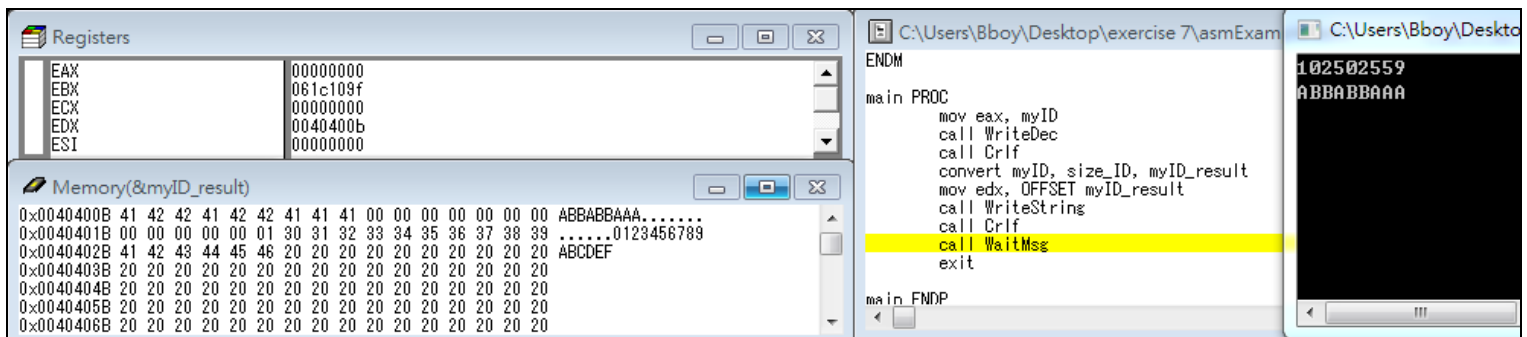 Registers
EAX 00000000
EBX 061c109f
ECX 00000000
EDX 0040400b
ESI 00000000
Memory(&myID_result)
0x0040400B 41 42 42 41 42 42 41 41 41 00 00 00 00 00 00 00 ABBABBAAA.......
0x0040401B 00 00 00 00 00 01 30 31 32 33 34 35 36 37 38 39 ......0123456789
0x0040402B 41 42 43 44 45 46 20 20 20 20 20 20 20 20 20 20 ABCDEF
0x0040403B 20 20 20 20 20 20 20 20 20 20 20 20 20 20 20 20
0x0040404B 20 20 20 20 20 20 20 20 20 20 20 20 20 20 20 20
0x0040405B 20 20 20 20 20 20 20 20 20 20 20 20 20 20 20 20
0x0040406B 20 20 20 20 20 20 20 20 20 20 20 20 20 20 20 20
C:\Users\Bboy\Desktop\exercise 7\asmExam
ENDM
main PROC
mov eax, myID
call WriteDec
call Crlf
convert myID, size_ID, myID_result
mov edx, OFFSET myID_result
call WriteString
call Crlf
call WaitMsg
exit
main ENDP
C:\Users\Bboy\Deskto
102502559
ABBABBAAA